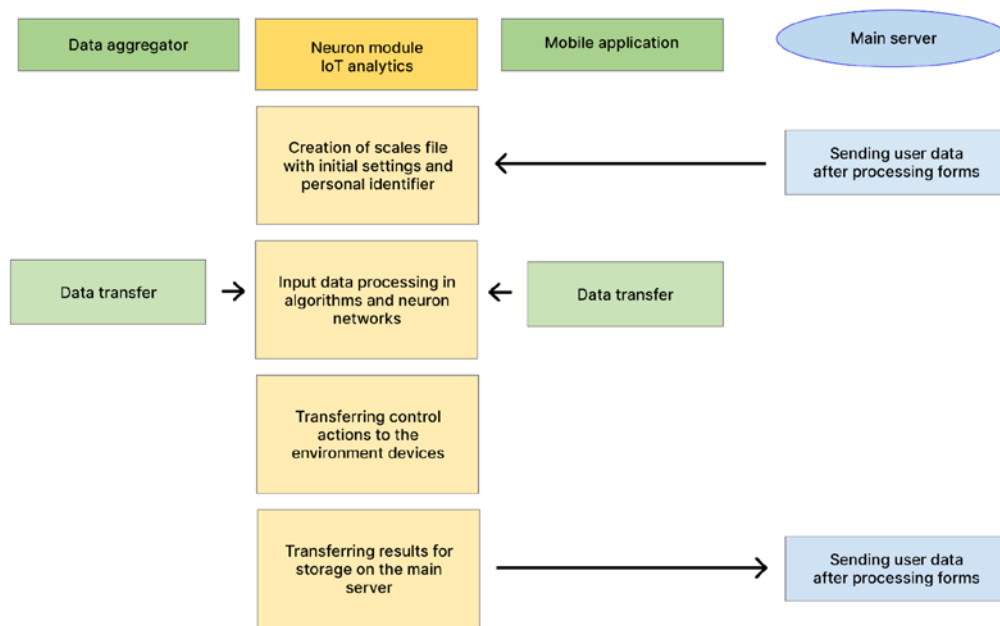 Data aggregator
Neuron module
IoT analytics
Mobile application
Main server
Creation of scales file
with initial settings and
personal identifier
Sending user data
after processing forms
Data transfer
Input data processing in
algorithms and neuron
networks
Data transfer
Transferring control
actions to the
environment devices
Transferring results for
storage on the main
server
Sending user data
after processing forms